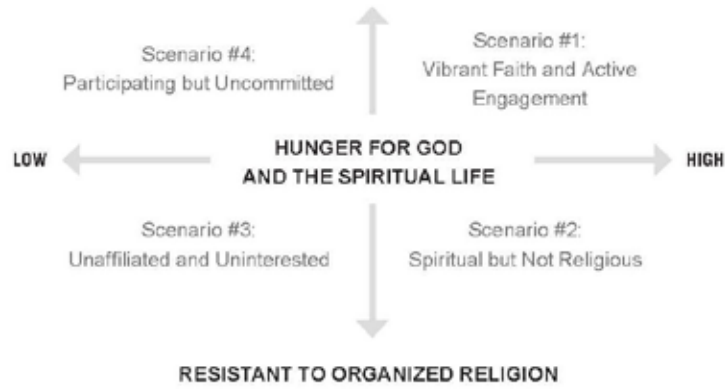 Scenario #4:
Participating but Uncommitted
Scenario #1:
Vibrant Faith and Active
Engagement
LOW
HUNGER FOR GOD
AND THE SPIRITUAL LIFE
HIGH
Scenario #3:
Unaffiliated and Uninterested
Scenario #2:
Spiritual but Not Religious
RESISTANT TO ORGANIZED RELIGION